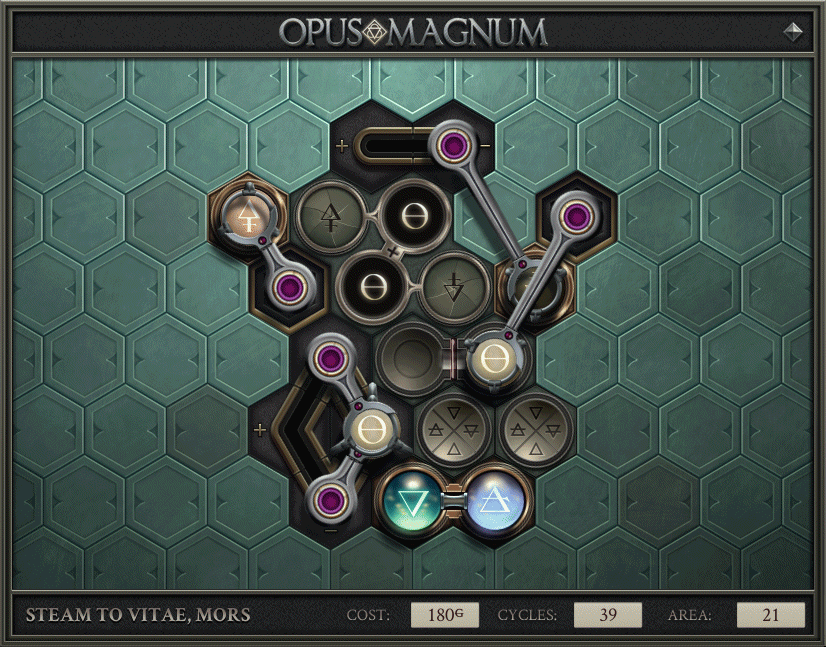 OPUS MAGNUM
+ −
+
+
−
STEAM TO VITAE, MORS COST: 180G CYCLES: 39 AREA: 21